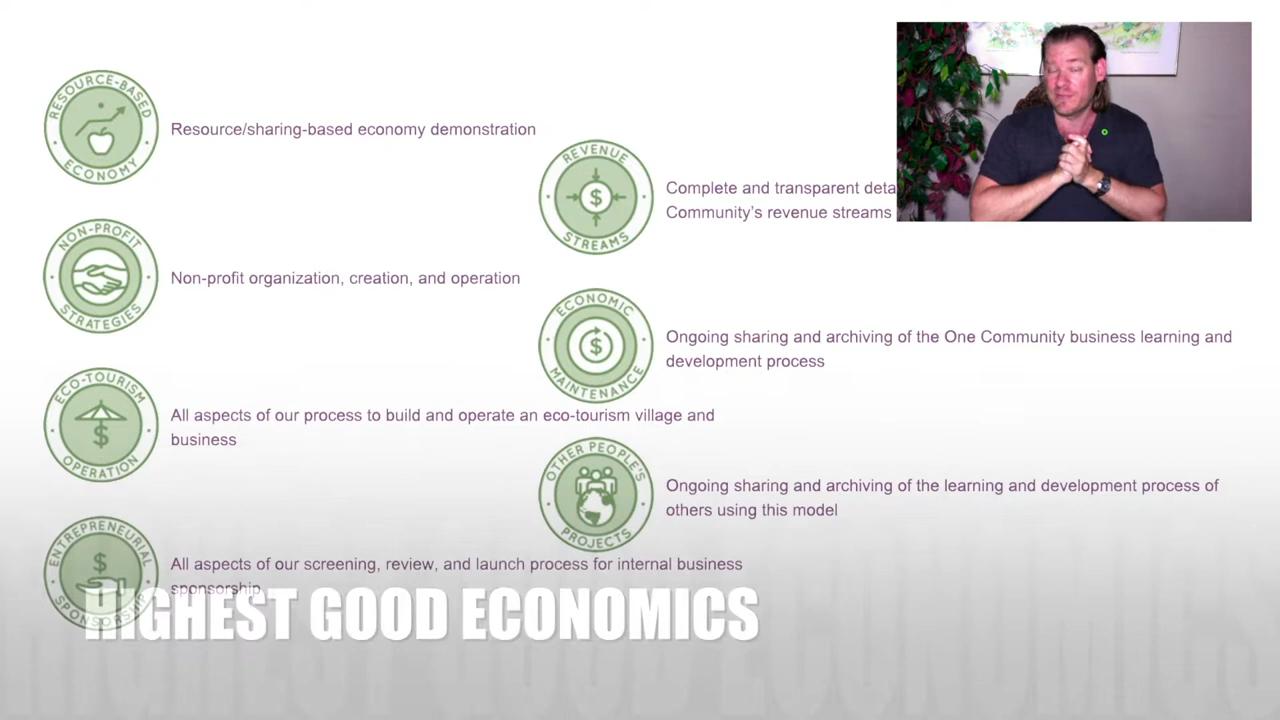 RESOURCE-BASED
ECONOMY
Resource/sharing-based economy demonstration
NON-PROFIT
STRATEGIES
Non-profit organization, creation, and operation
ECO-TOURISM
OPERATION
All aspects of our process to build and operate an eco-tourism village and
business
ENTREPRENEURIAL
SPONSORSHIP
All aspects of our screening, review, and launch process for internal business
sponsorship
REVENUE
STREAMS
Complete and transparent
Community's revenue streams
ECONOMIC
MAINTENANCE
Ongoing sharing and archiving of the One Community business learning and
development process
OTHER PEOPLE'S
PROJECTS
Ongoing sharing and archiving of the learning and development process of
others using this model
HIGHEST GOOD ECONOMICS